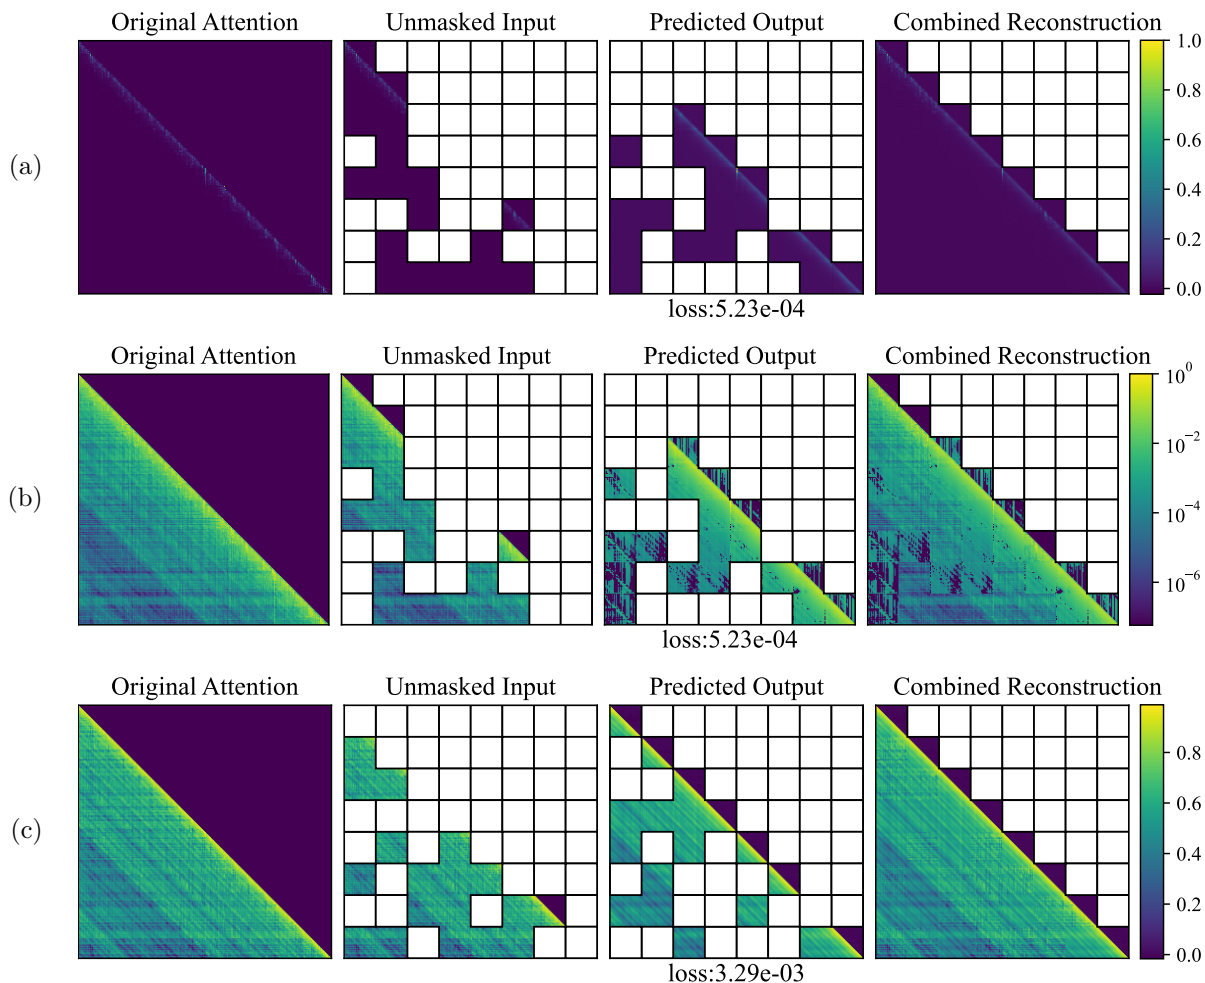 Original Attention Unmasked Input Predicted Output Combined Reconstruction
1.0
0.8
(a)
0.6
0.4
0.2
0.0
loss:5.23e-04
Original Attention Unmasked Input Predicted Output Combined Reconstruction
10^0
10^-2
(b)
10^-4
10^-6
loss:5.23e-04
Original Attention Unmasked Input Predicted Output Combined Reconstruction
0.8
0.6
(c)
0.4
0.2
0.0
loss:3.29e-03